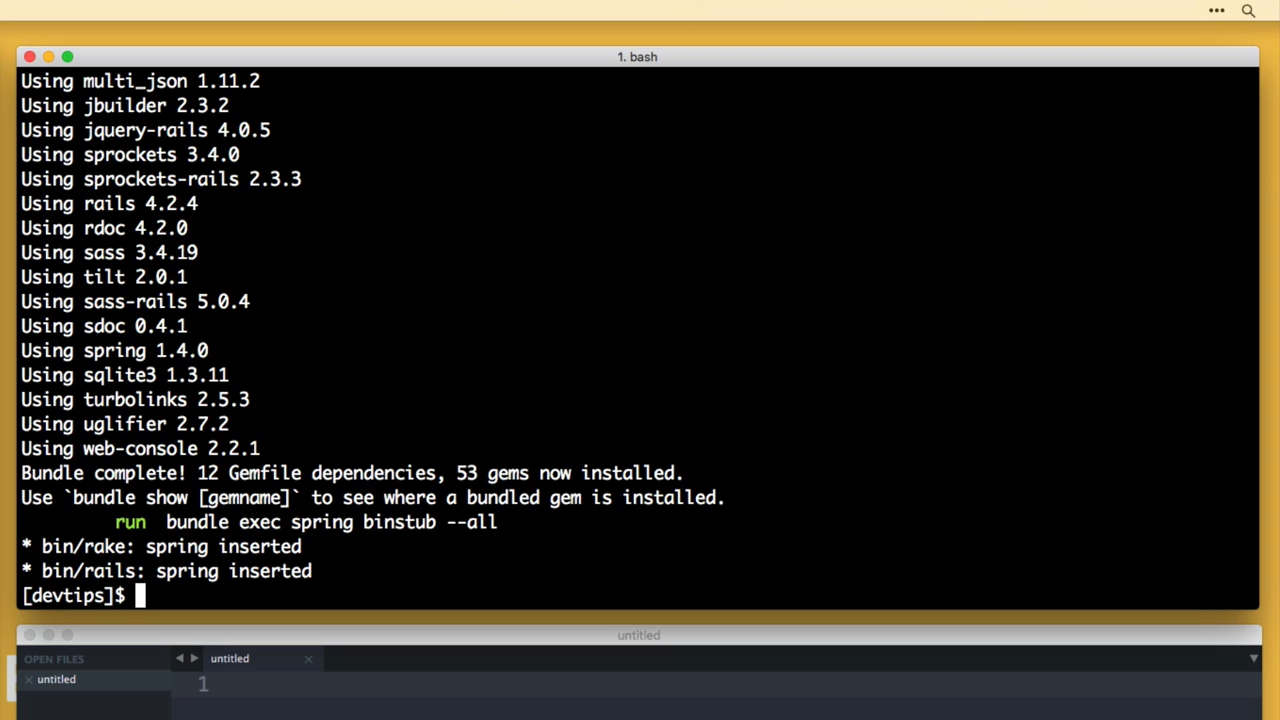 1. bash
Using multi_json 1.11.2
Using jbuilder 2.3.2
Using jquery-rails 4.0.5
Using sprockets 3.4.0
Using sprockets-rails 2.3.3
Using rails 4.2.4
Using rdoc 4.2.0
Using sass 3.4.19
Using tilt 2.0.1
Using sass-rails 5.0.4
Using sdoc 0.4.1
Using spring 1.4.0
Using sqlite3 1.3.11
Using turbolinks 2.5.3
Using uglifier 2.7.2
Using web-console 2.2.1
Bundle complete! 12 Gemfile dependencies, 53 gems now installed.
Use `bundle show [gemname]` to see where a bundled gem is installed.
run  bundle exec spring binstub --all
* bin/rake: spring inserted
* bin/rails: spring inserted
[devtips]$
untitled
OPEN FILES
untitled
untitled
1